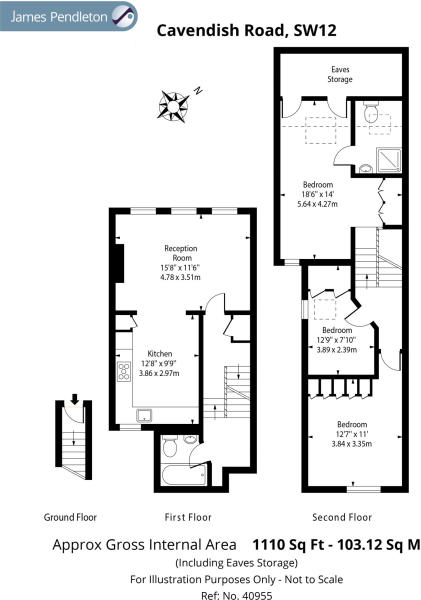 James Pendleton
Cavendish Road, SW12
N
Eaves
Storage
Bedroom
18'6" x 14'
5.64 x 4.27m
Reception
Room
15'8" x 11'6"
4.78 x 3.51m
Kitchen
12'8" x 9'9"
3.86 x 2.97m
Bedroom
12'9" x 7'10"
3.89 x 2.39m
Bedroom
12'7" x 11'
3.84 x 3.35m
Ground Floor
First Floor
Second Floor
Approx Gross Internal Area 1110 Sq Ft - 103.12 Sq M
(Including Eaves Storage)
For Illustration Purposes Only - Not to Scale
Ref: No. 40955